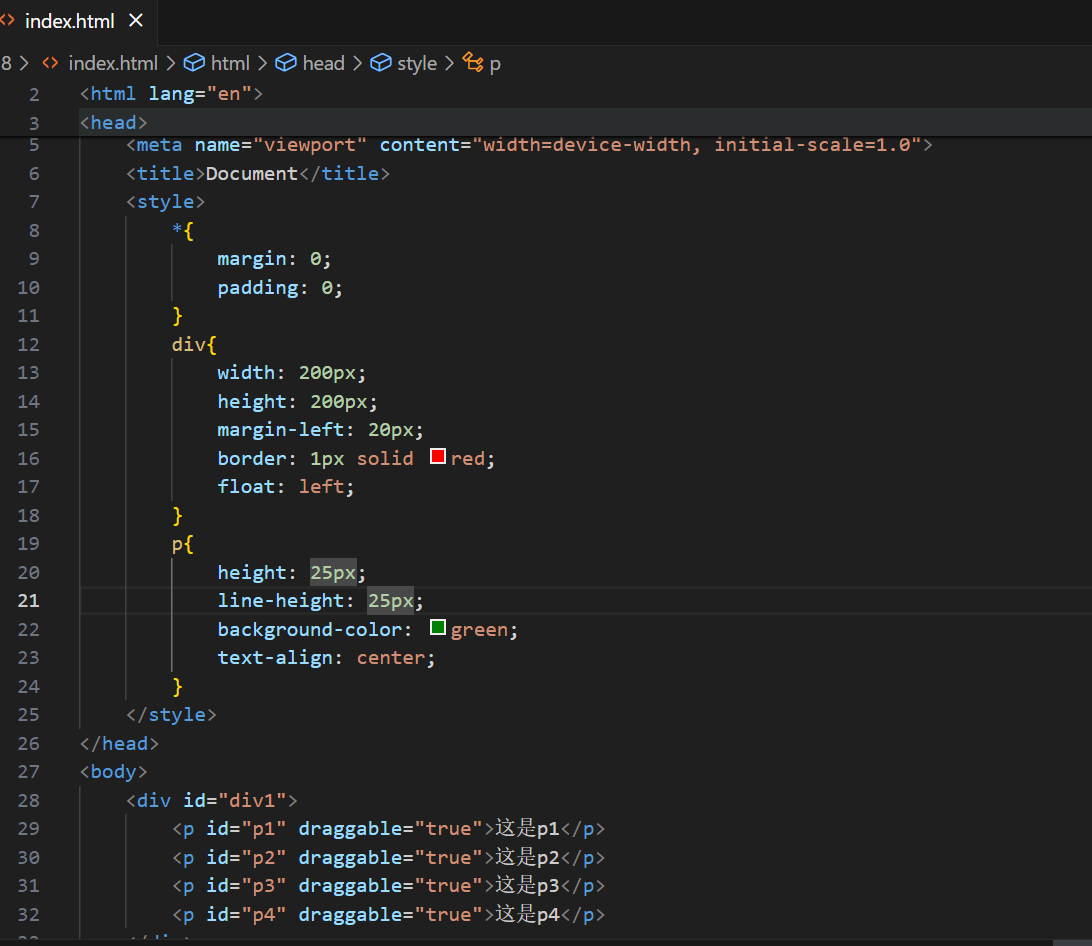 index.html
8 > index.html > html > head > style > p
2 <html lang="en">
3 <head>
5 <meta name="viewport" content="width=device-width, initial-scale=1.0">
6 <title>Document</title>
7 <style>
8 *{
9 margin: 0;
10 padding: 0;
11 }
12 div{
13 width: 200px;
14 height: 200px;
15 margin-left: 20px;
16 border: 1px solid red;
17 float: left;
18 }
19 p{
20 height: 25px;
21 line-height: 25px;
22 background-color: green;
23 text-align: center;
24 }
25 </style>
26 </head>
27 <body>
28 <div id="div1">
29 <p id="p1" draggable="true">这是p1</p>
30 <p id="p2" draggable="true">这是p2</p>
31 <p id="p3" draggable="true">这是p3</p>
32 <p id="p4" draggable="true">这是p4</p>